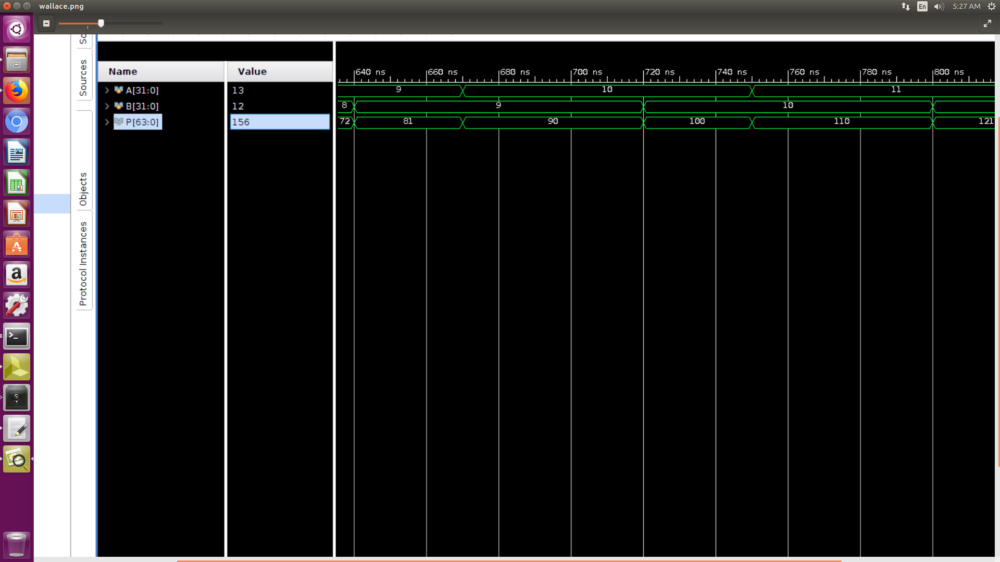 wallace.png
En
5:27 AM
So
Sources
Objects
Protocol Instances
Name Value
640 ns 660 ns 680 ns 700 ns 720 ns 740 ns 760 ns 780 ns 800 ns
A[31:0] 13 9 10 11
B[31:0] 12 8 9 10
P[63:0] 156 72 81 90 100 110 121